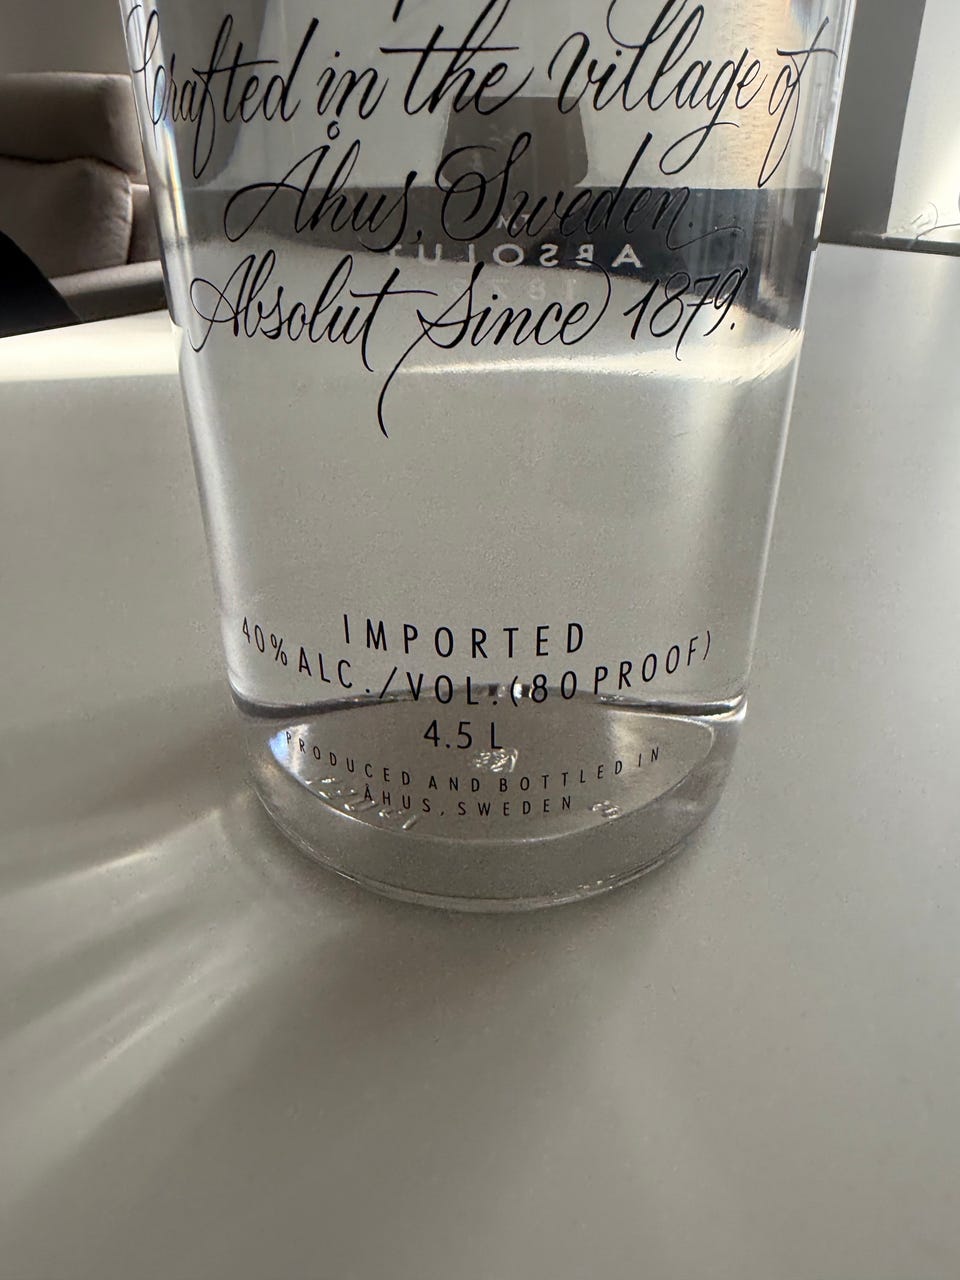 Crafted in the village of
Åhus, Sweden.
Absolut Since 1879.
ABSOLUT
IMPORTED
40% ALC./VOL. (80 PROOF)
4.5 L
PRODUCED AND BOTTLED IN
ÅHUS, SWEDEN